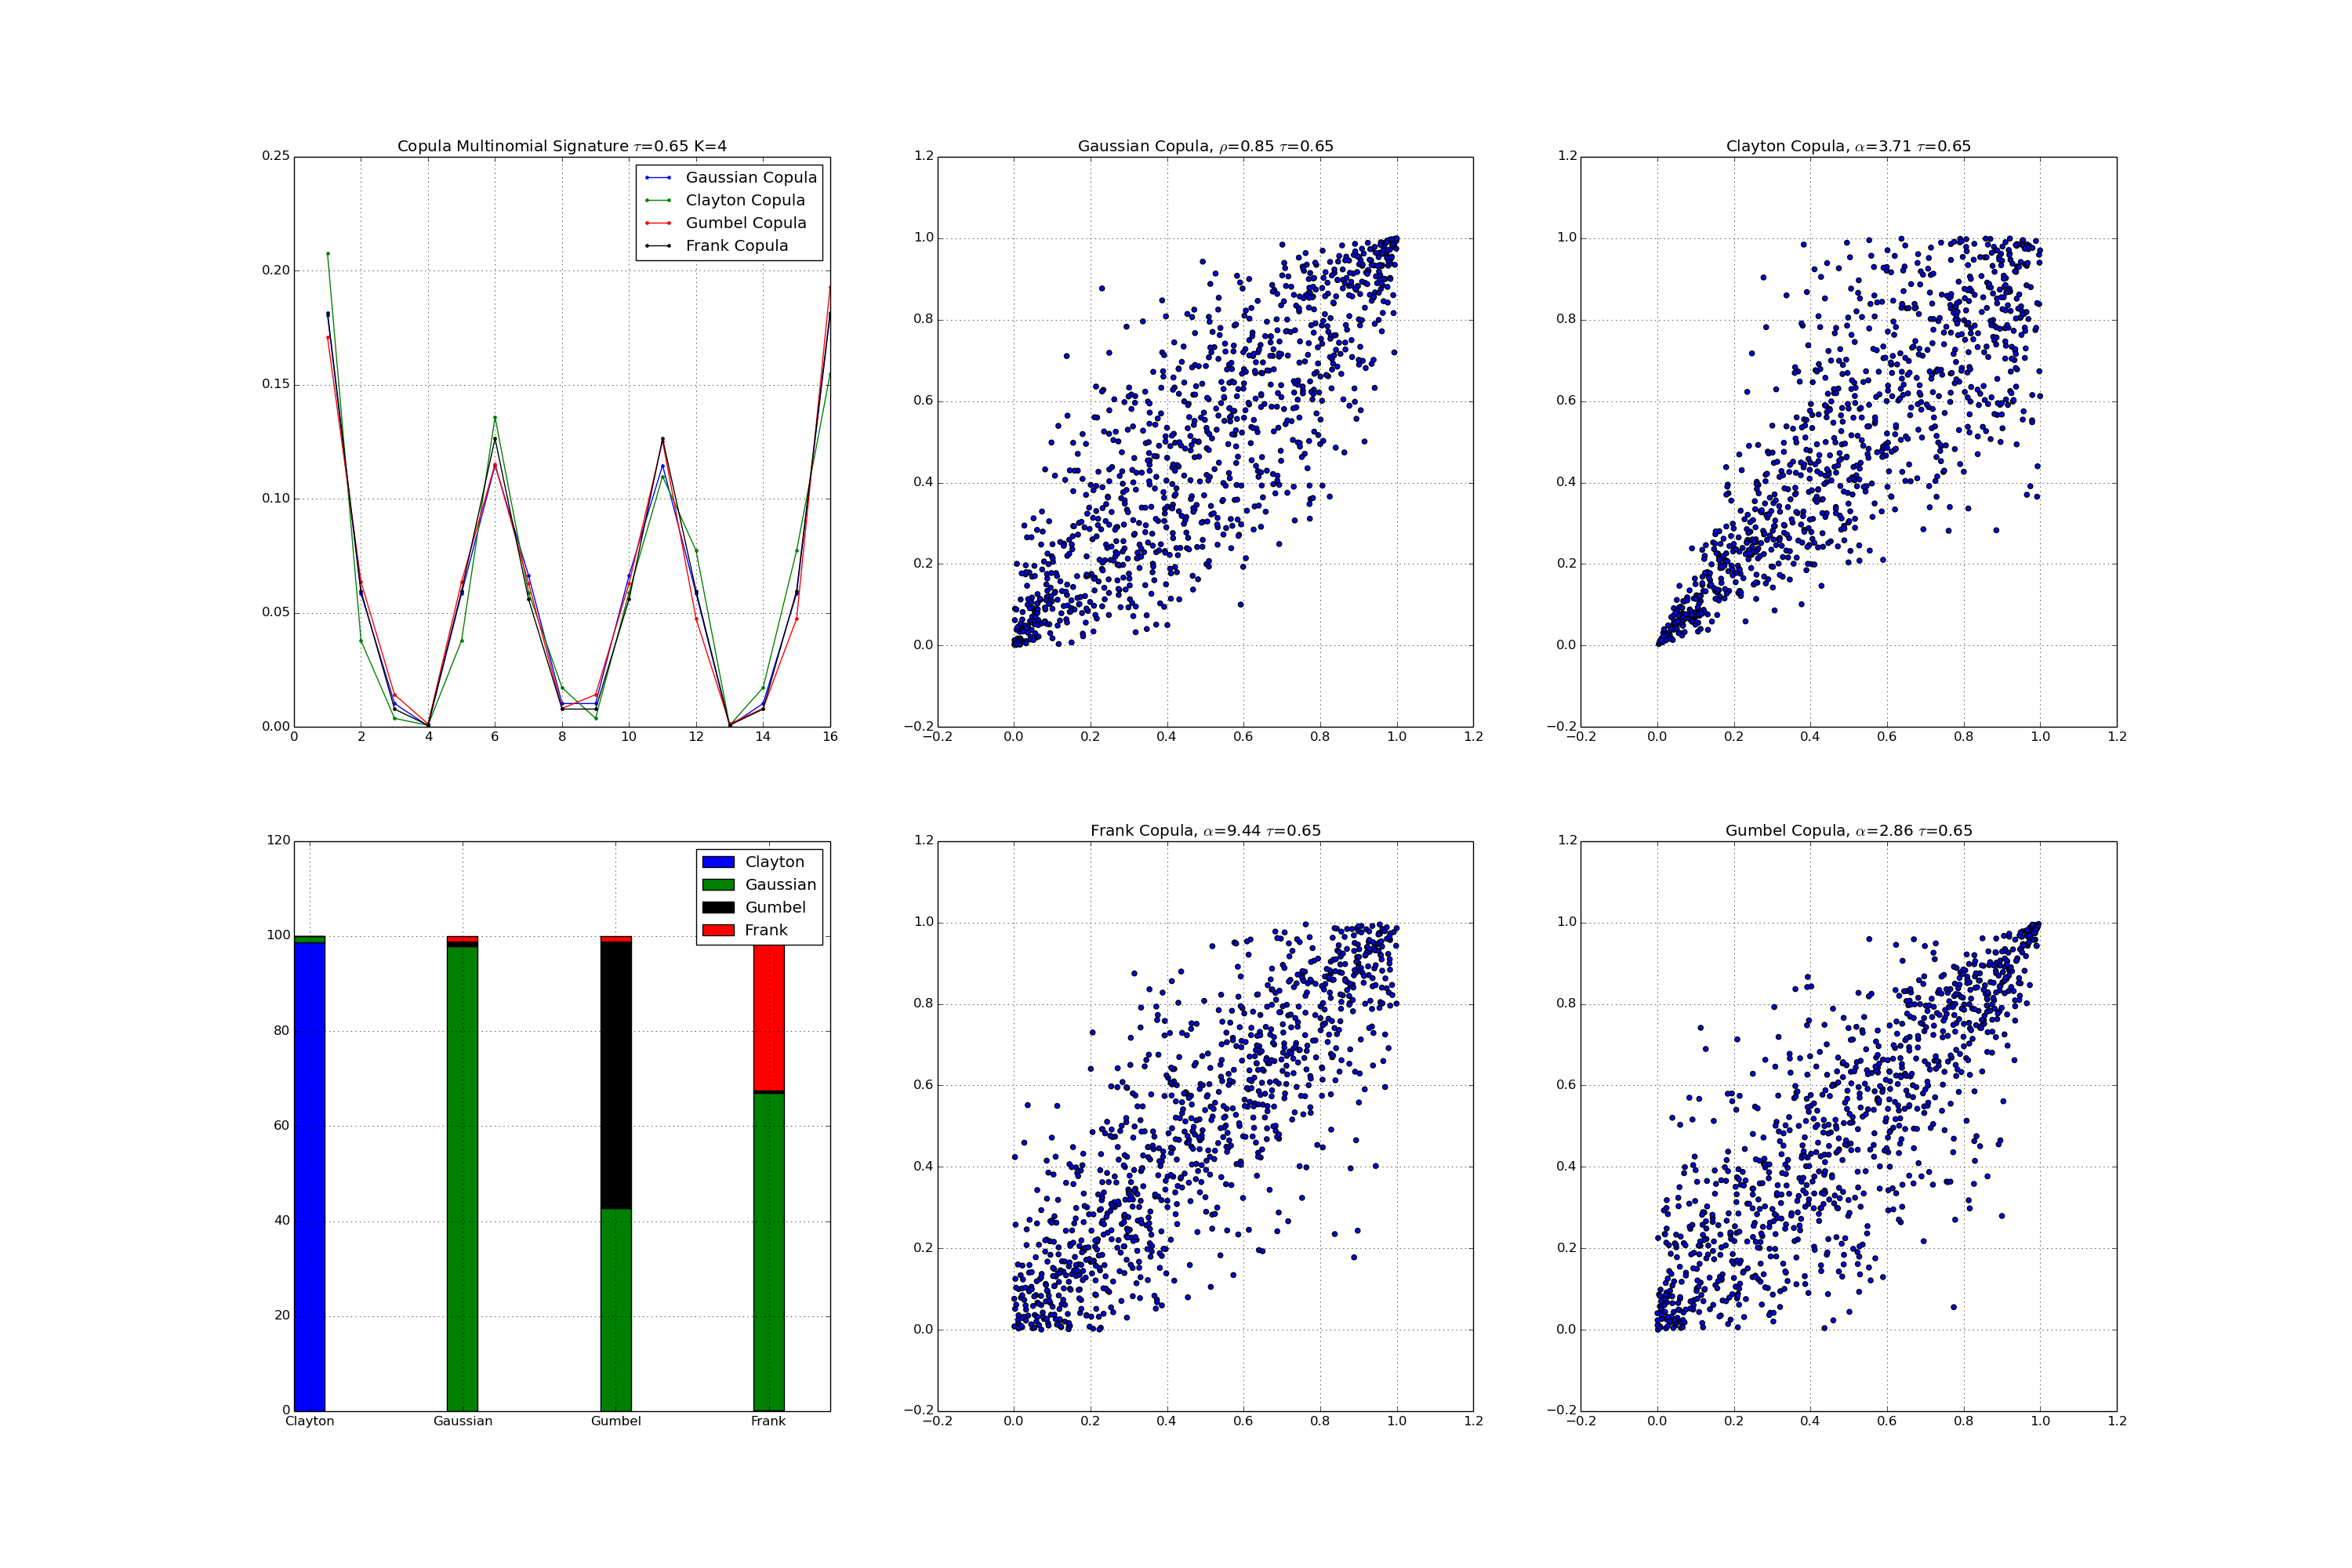 Copula Multinomial Signature τ=0.65 K=4
0.25
0.20
0.15
0.10
0.05
0.00
0 2 4 6 8 10 12 14 16
Gaussian Copula
Clayton Copula
Gumbel Copula
Frank Copula
Gaussian Copula, ρ=0.85 τ=0.65
1.2
1.0
0.8
0.6
0.4
0.2
0.0
−0.2
−0.2 0.0 0.2 0.4 0.6 0.8 1.0 1.2
Clayton Copula, α=3.71 τ=0.65
1.2
1.0
0.8
0.6
0.4
0.2
0.0
−0.2
−0.2 0.0 0.2 0.4 0.6 0.8 1.0 1.2
120
100
80
60
40
20
0
Clayton Gaussian Gumbel Frank
Clayton
Gaussian
Gumbel
Frank
Frank Copula, α=9.44 τ=0.65
1.2
1.0
0.8
0.6
0.4
0.2
0.0
−0.2
−0.2 0.0 0.2 0.4 0.6 0.8 1.0 1.2
Gumbel Copula, α=2.86 τ=0.65
1.2
1.0
0.8
0.6
0.4
0.2
0.0
−0.2
−0.2 0.0 0.2 0.4 0.6 0.8 1.0 1.2